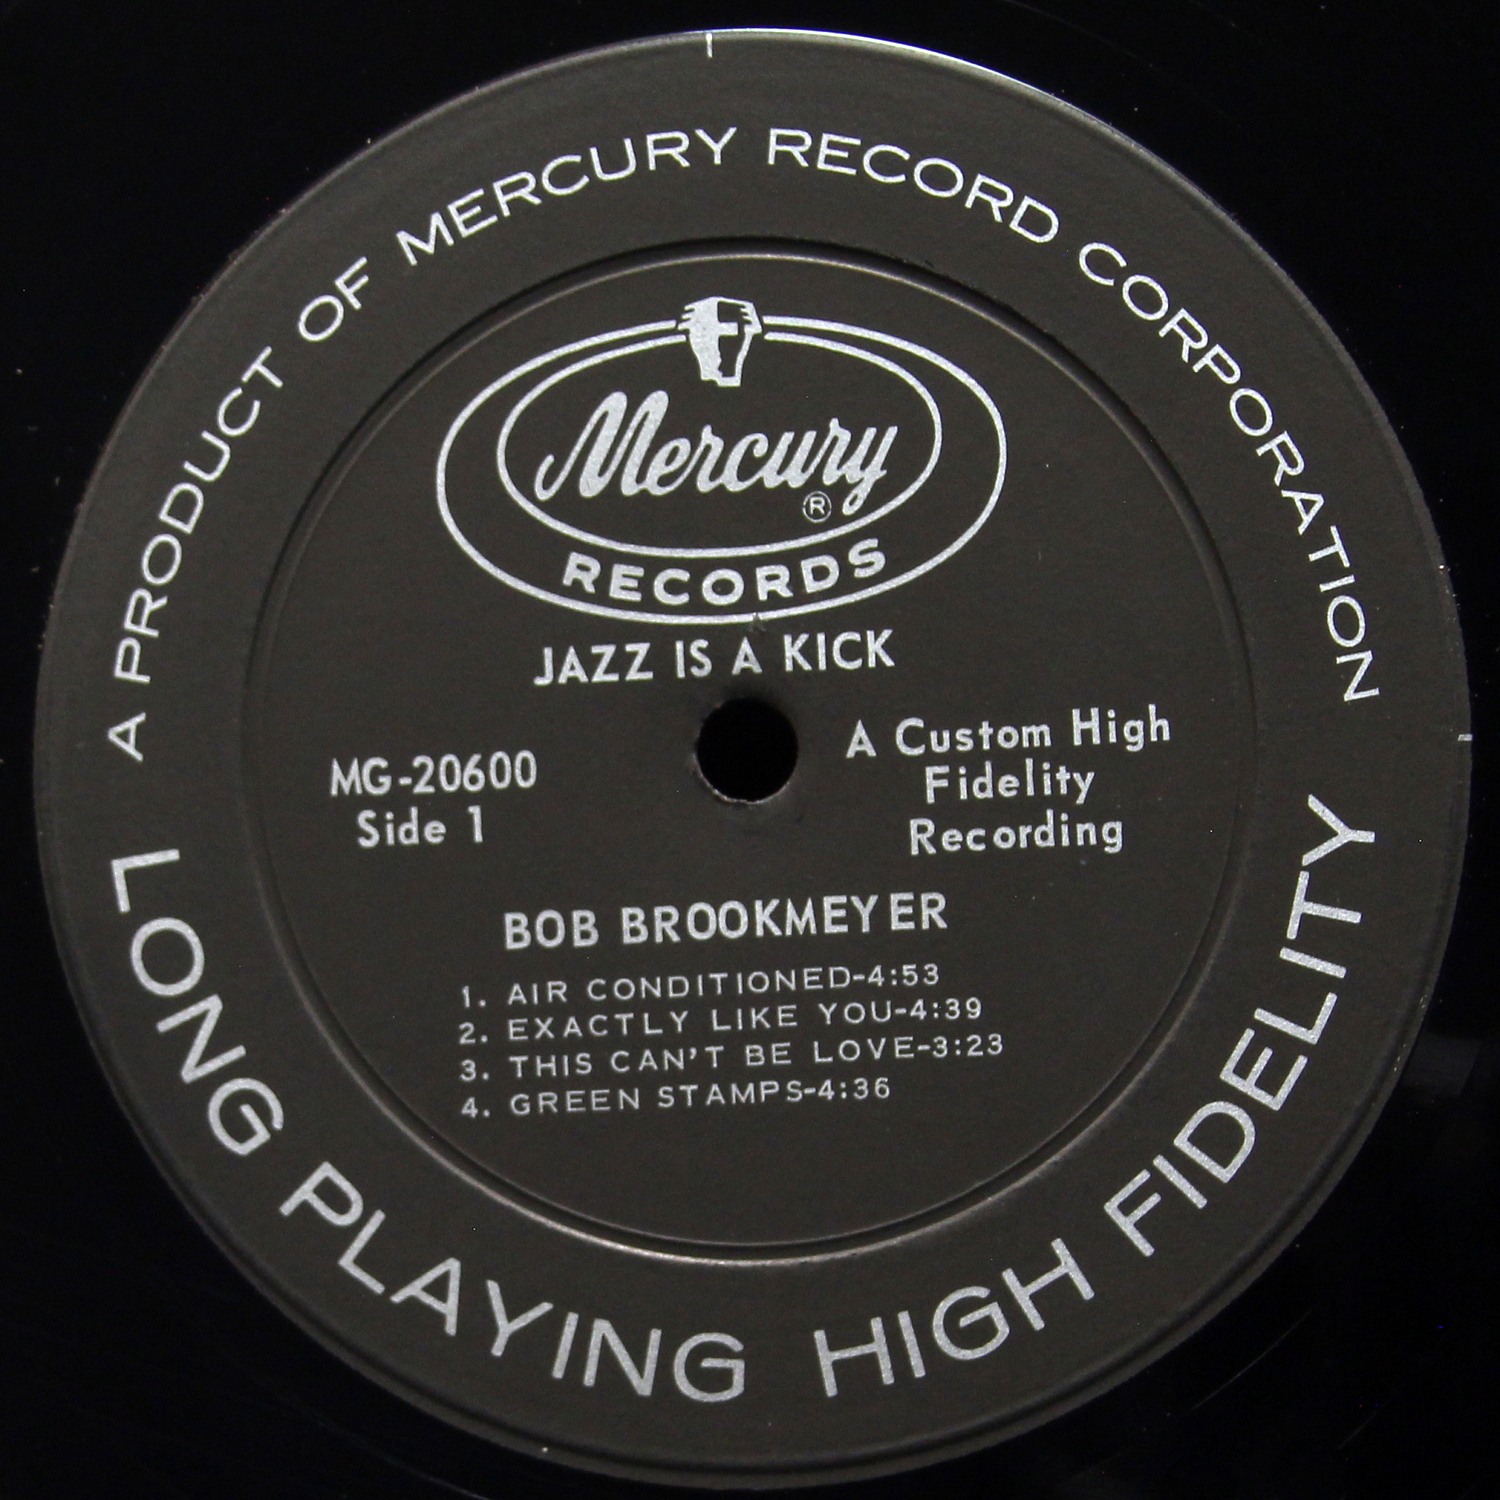 A PRODUCT OF MERCURY RECORD CORPORATION
Mercury ®
RECORDS
JAZZ IS A KICK
MG-20600
Side 1
A Custom High
Fidelity
Recording
BOB BROOKMEYER
1. AIR CONDITIONED-4:53
2. EXACTLY LIKE YOU-4:39
3. THIS CAN'T BE LOVE-3:23
4. GREEN STAMPS-4:36
LONG PLAYING HIGH FIDELITY